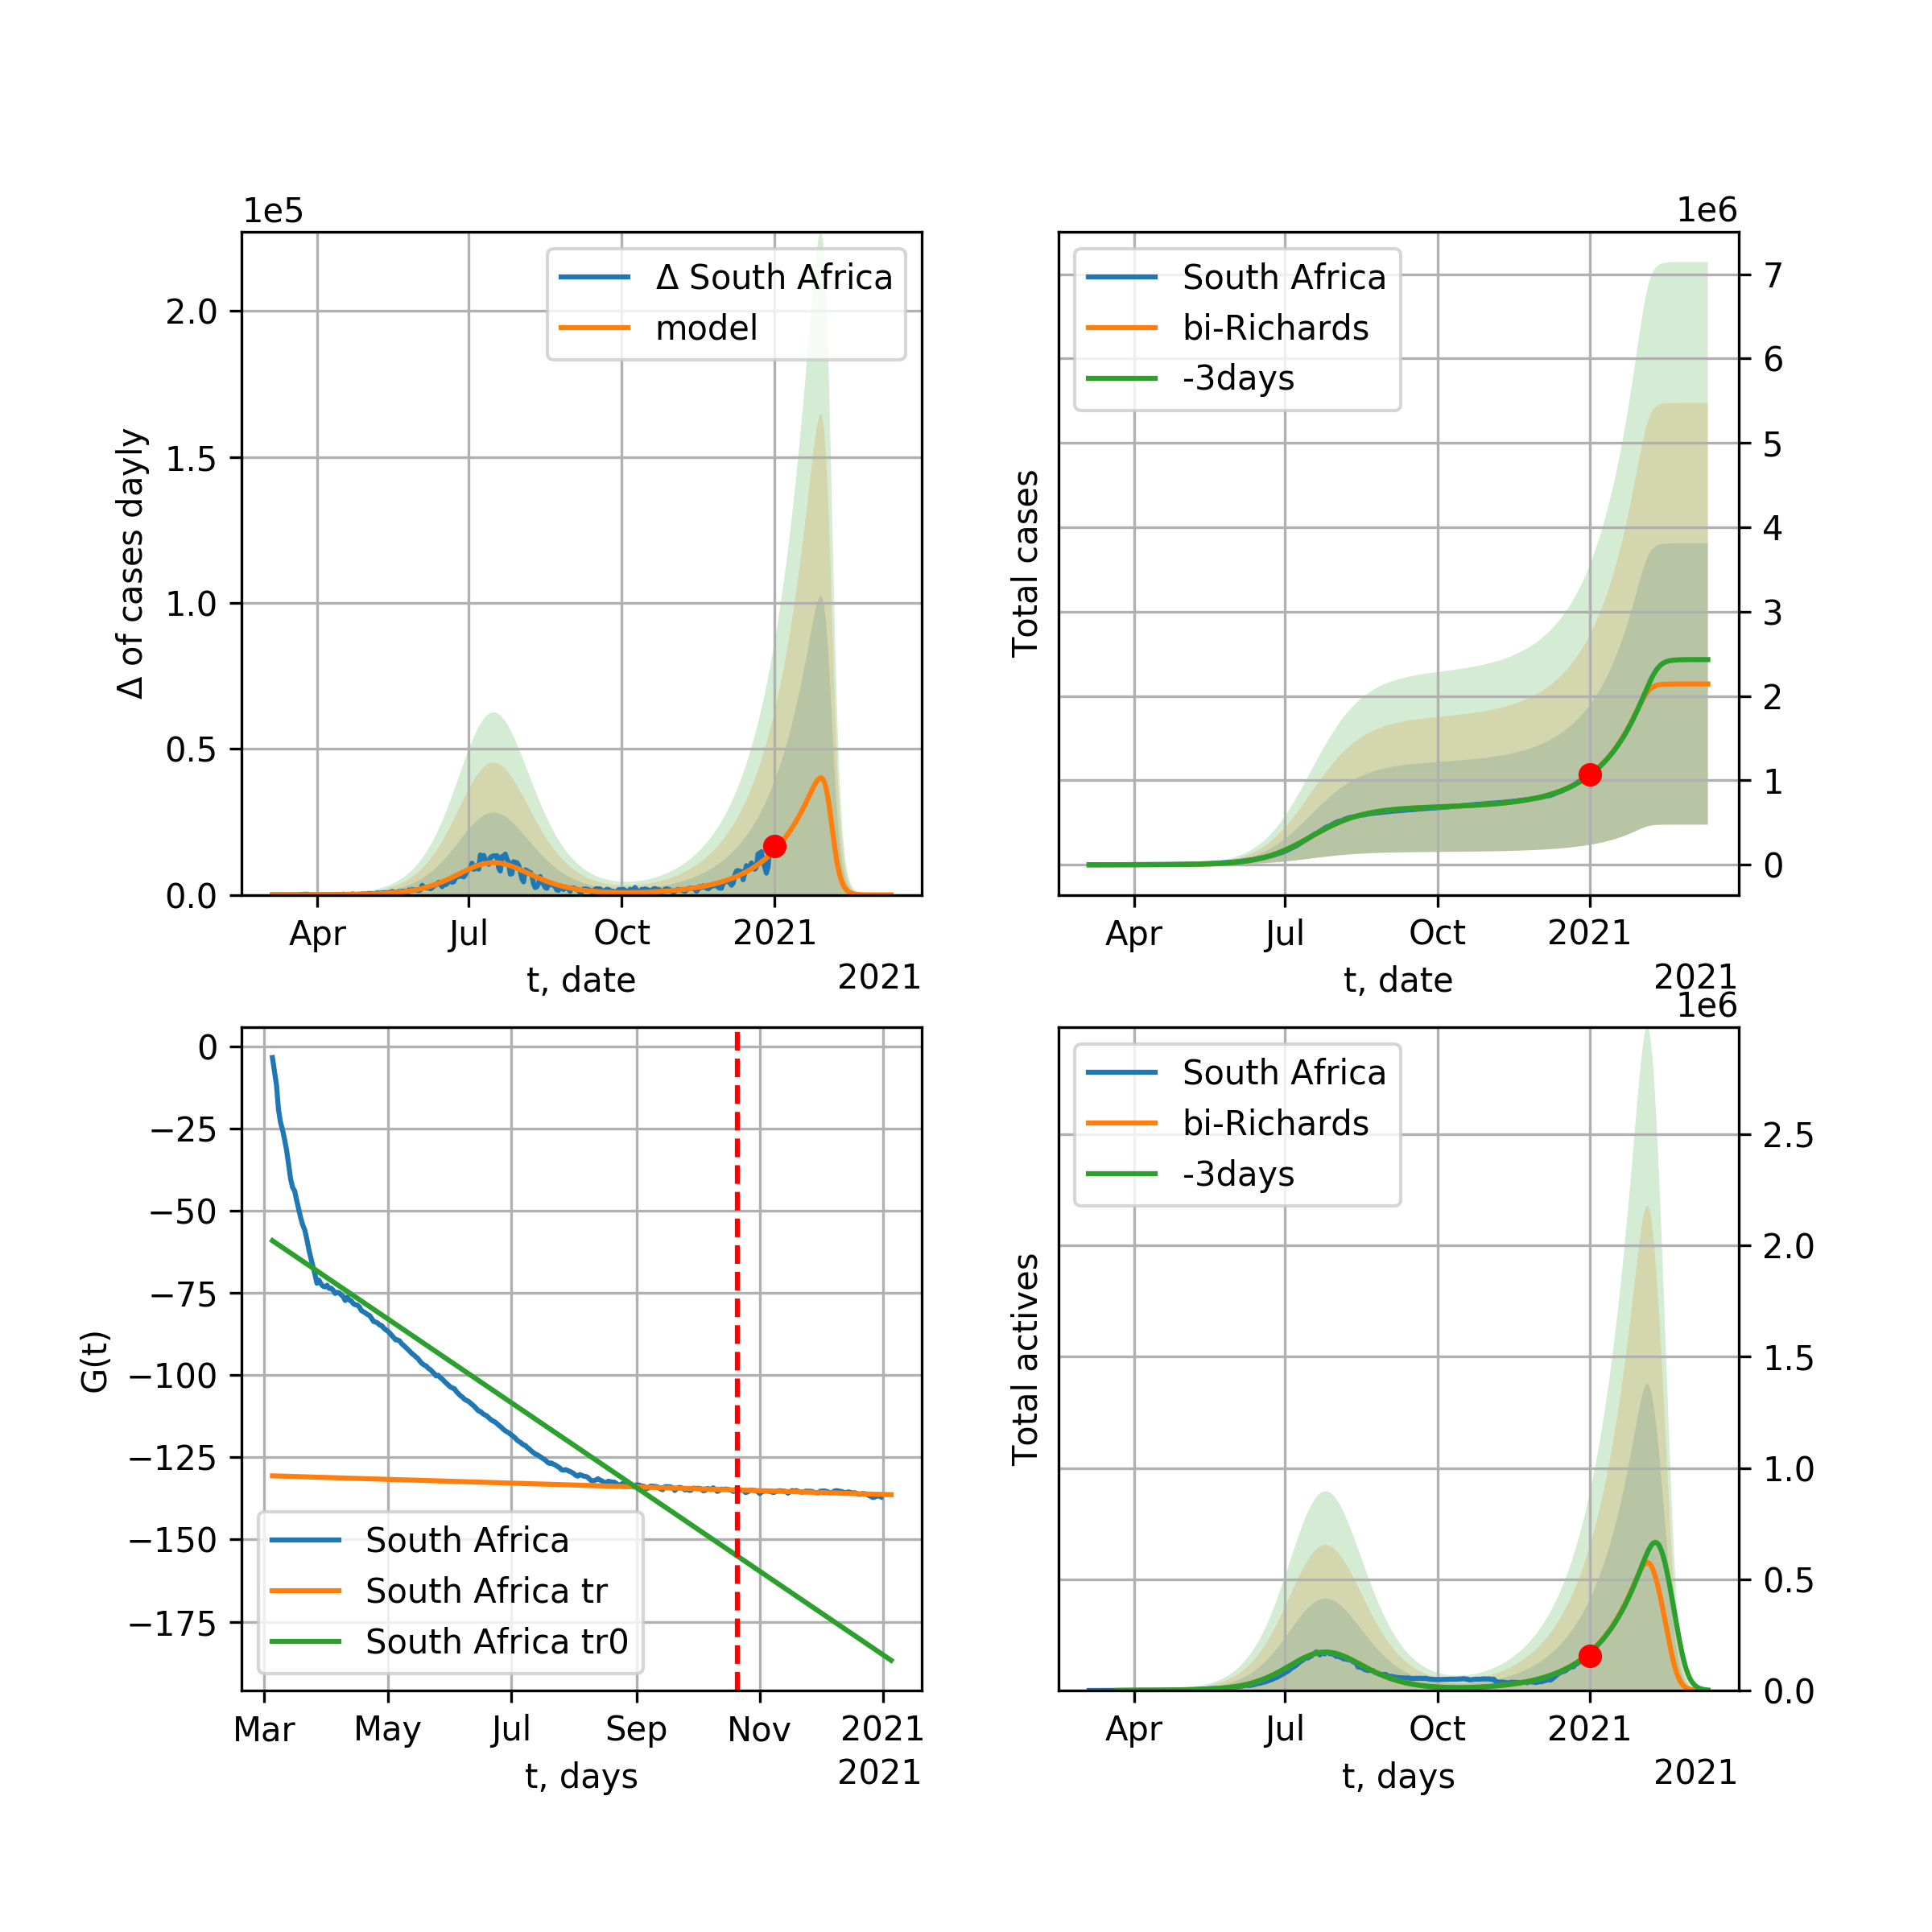 1e5
Δ of cases dayly
2.0
1.5
1.0
0.5
0.0
Δ South Africa
model
Apr Jul Oct 2021
t, date
2021
1e6
Total cases
South Africa
bi-Richards
-3days
7
6
5
4
3
2
1
0
Apr Jul Oct 2021
t, date
2021
G(t)
0
−25
−50
−75
−100
−125
−150
−175
South Africa
South Africa tr
South Africa tr0
Mar May Jul Sep Nov 2021
t, days
2021
1e6
Total actives
South Africa
bi-Richards
-3days
2.5
2.0
1.5
1.0
0.5
0.0
Apr Jul Oct 2021
t, days
2021